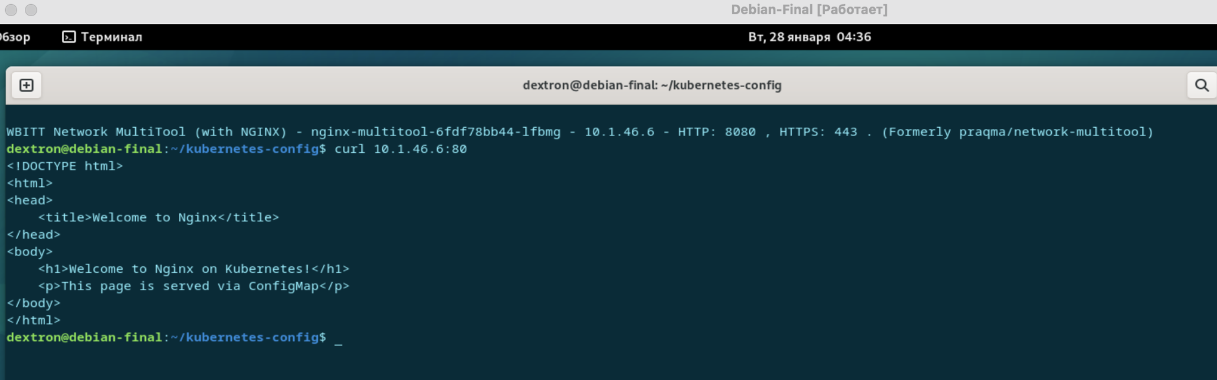 Debian-Final [Работает]
Терминал
Вт, 28 января 04:36
dextron@debian-final: ~/kubernetes-config
WBITT Network MultiTool (with NGINX) - nginx-multitool-6fdf78bb44-lfbmg - 10.1.46.6 - HTTP: 8080 , HTTPS: 443 . (Formerly praqma/network-multitool)
dextron@debian-final:~/kubernetes-config$ curl 10.1.46.6:80
<!DOCTYPE html>
<html>
<head>
    <title>Welcome to Nginx</title>
</head>
<body>
    <h1>Welcome to Nginx on Kubernetes!</h1>
    <p>This page is served via ConfigMap</p>
</body>
</html>
dextron@debian-final:~/kubernetes-config$ _